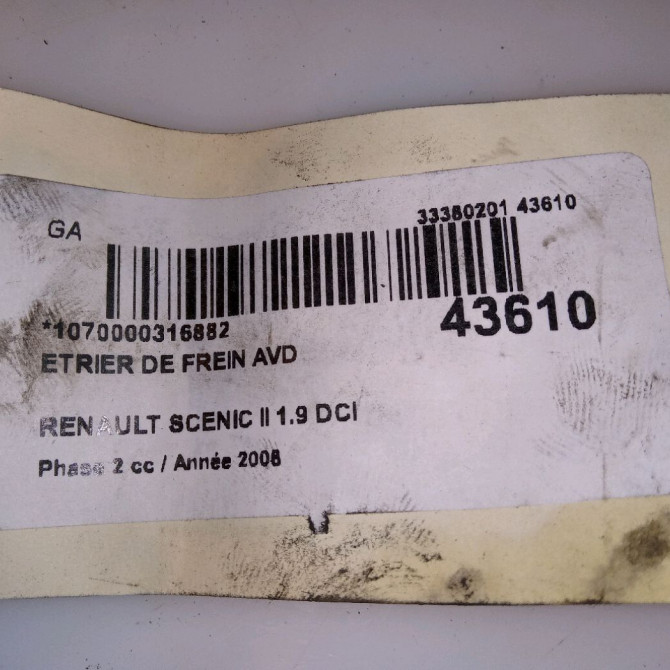 GA
33380201 43610
*1070000316882
43610
ETRIER DE FREIN AVD
RENAULT SCENIC II 1.9 DCI
Phase 2 cc / Année 2008